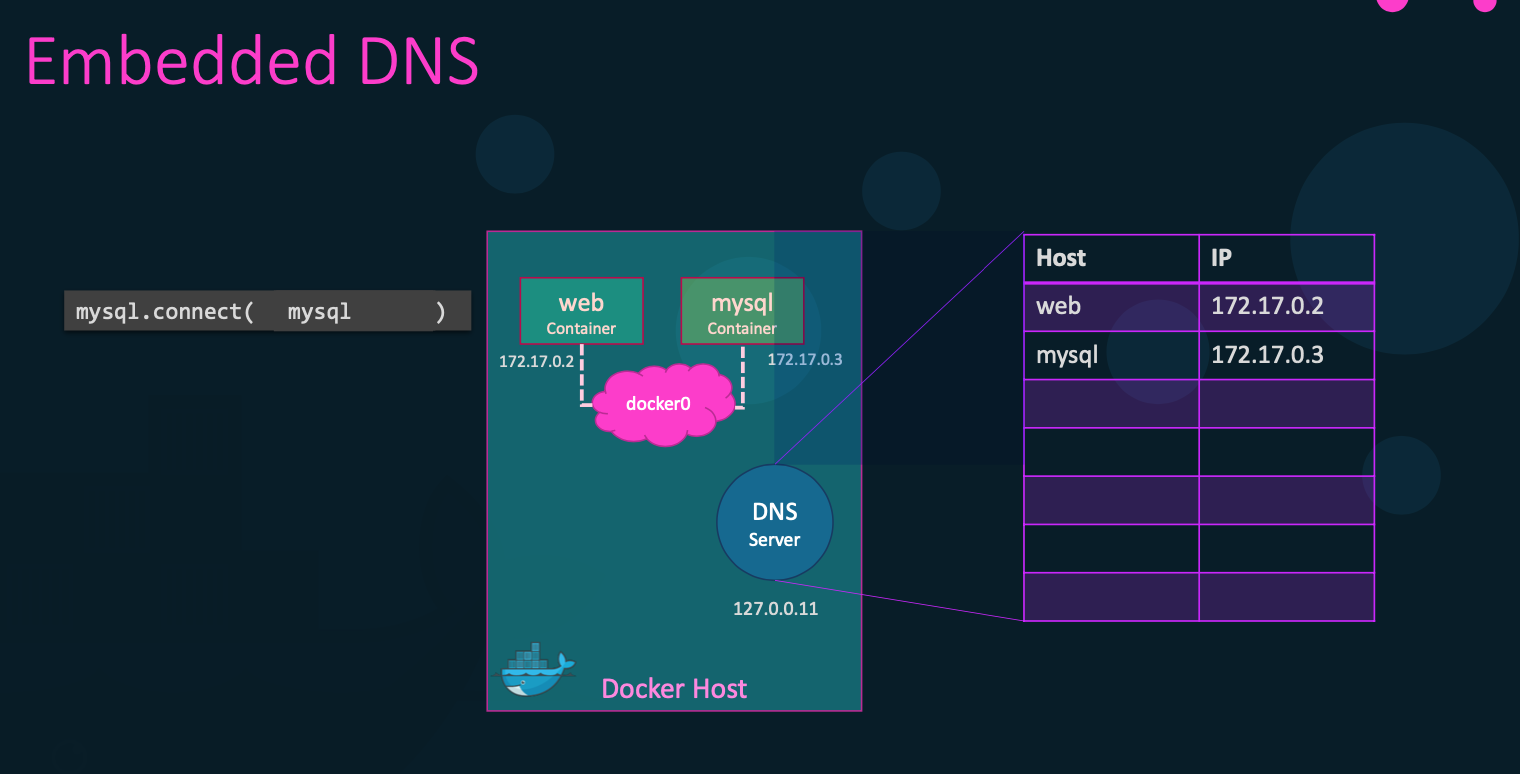 Embedded DNS
mysql.connect( mysql )
web
Container
mysql
Container
172.17.0.2
172.17.0.3
docker0
DNS
Server
127.0.0.11
Docker Host
Host IP
web 172.17.0.2
mysql 172.17.0.3